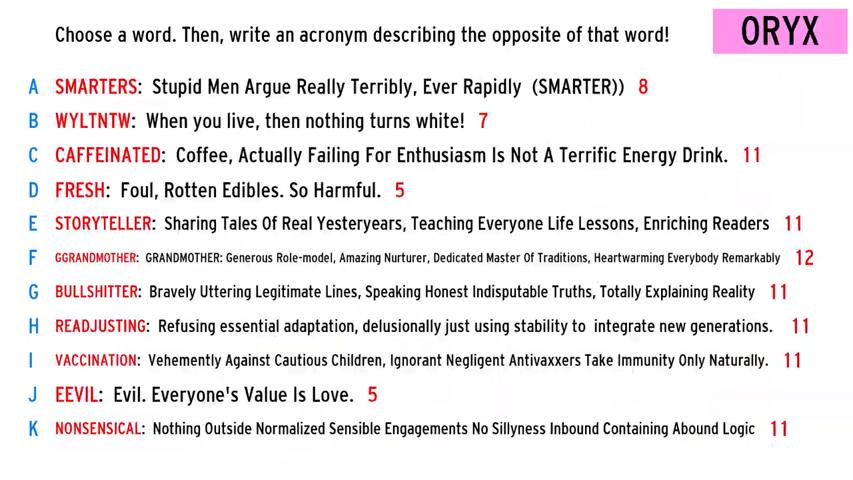 Choose a word. Then, write an acronym describing the opposite of that word!
ORYX
A SMARTERS: Stupid Men Argue Really Terribly, Ever Rapidly (SMARTER)) 8
B WYLTNTW: When you live, then nothing turns white! 7
C CAFFEINATED: Coffee, Actually Failing For Enthusiasm Is Not A Terrific Energy Drink. 11
D FRESH: Foul, Rotten Edibles. So Harmful. 5
E STORYTELLER: Sharing Tales Of Real Yesteryears, Teaching Everyone Life Lessons, Enriching Readers 11
F GGRANDMOTHER: GRANDMOTHER: Generous Role-model, Amazing Nurturer, Dedicated Master Of Traditions, Heartwarming Everybody Remarkably 12
G BULLSHITTER: Bravely Uttering Legitimate Lines, Speaking Honest Indisputable Truths, Totally Explaining Reality 11
H READJUSTING: Refusing essential adaptation, delusionally just using stability to integrate new generations. 11
I VACCINATION: Vehemently Against Cautious Children, Ignorant Negligent Antivaxxers Take Immunity Only Naturally. 11
J EEVIL: Evil. Everyone's Value Is Love. 5
K NONSENSICAL: Nothing Outside Normalized Sensible Engagements No Sillyness Inbound Containing Abound Logic 11